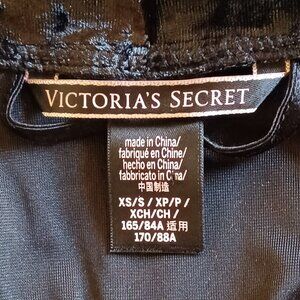 VICTORIA'S SECRET
made in China/
fabriqué en Chine/
hecho en China/
fabbricato in Cina/
中国制造
XS/S / XP/P /
XCH/CH /
165/84A 适用
170/88A